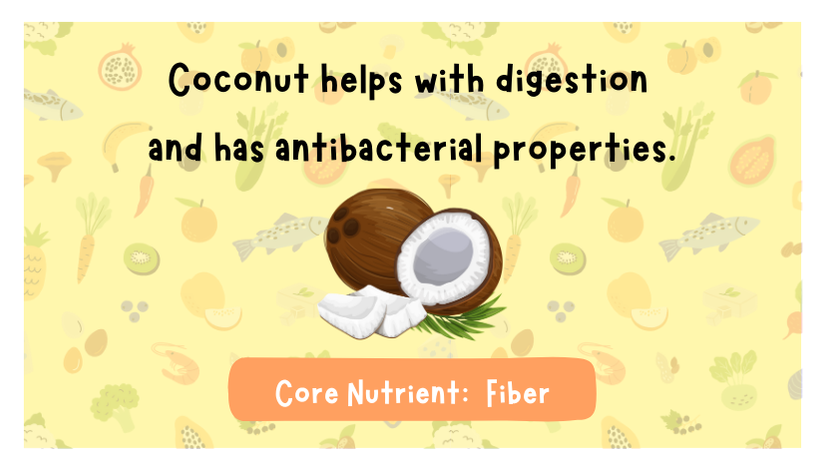 Coconut helps with digestion
and has antibacterial properties.
Core Nutrient: Fiber